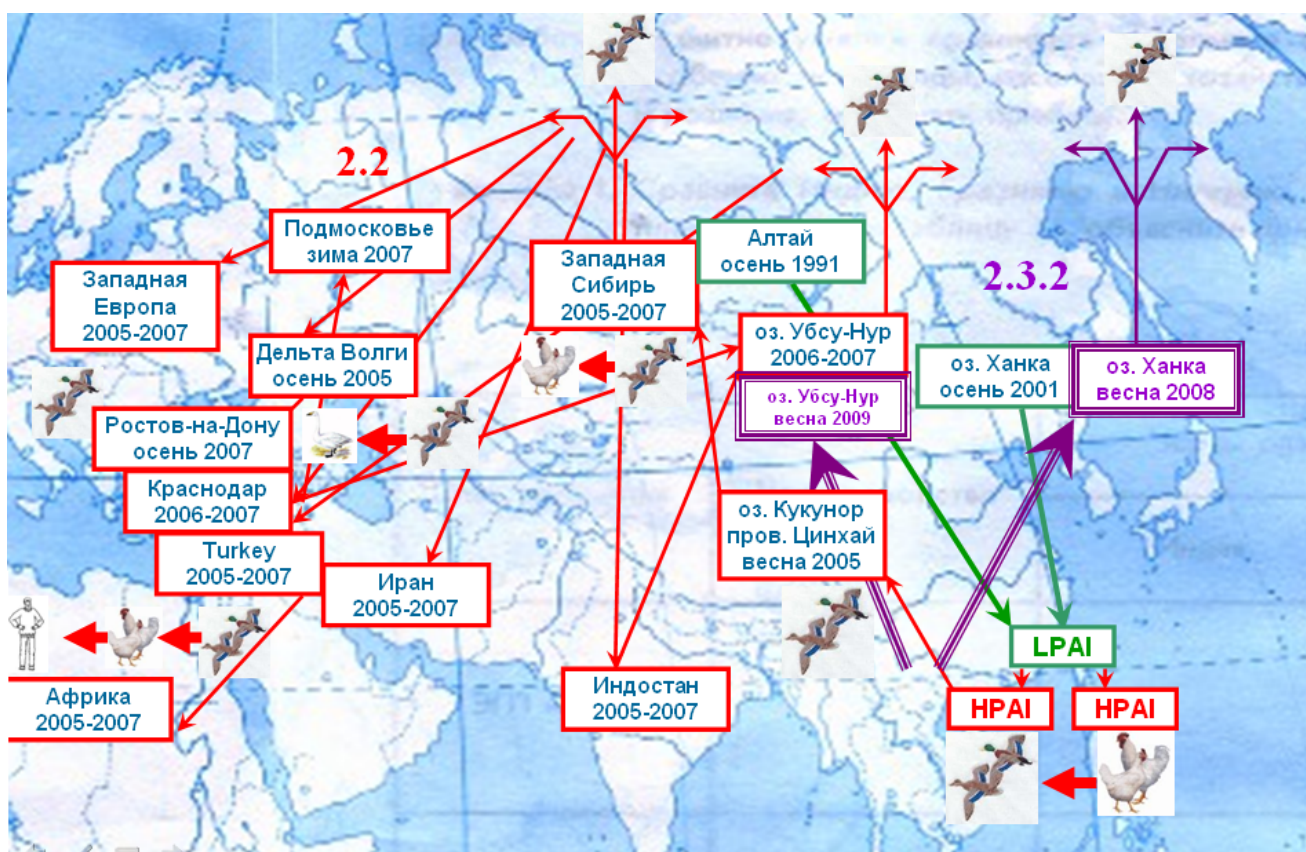 2.2
Подмосковье
зима 2007
Западная
Европа
2005-2007
Западная
Сибирь
2005-2007
Алтай
осень 1991
2.3.2
Дельта Волги
осень 2005
оз. Убсу-Нур
2006-2007
оз. Убсу-Нур
весна 2009
оз. Ханка
осень 2001
оз. Ханка
весна 2008
Ростов-на-Дону
осень 2007
Краснодар
2006-2007
Turkey
2005-2007
Иран
2005-2007
оз. Кукунор
пров. Цинхай
весна 2005
LPAI
Африка
2005-2007
Индостан
2005-2007
HPAI
HPAI